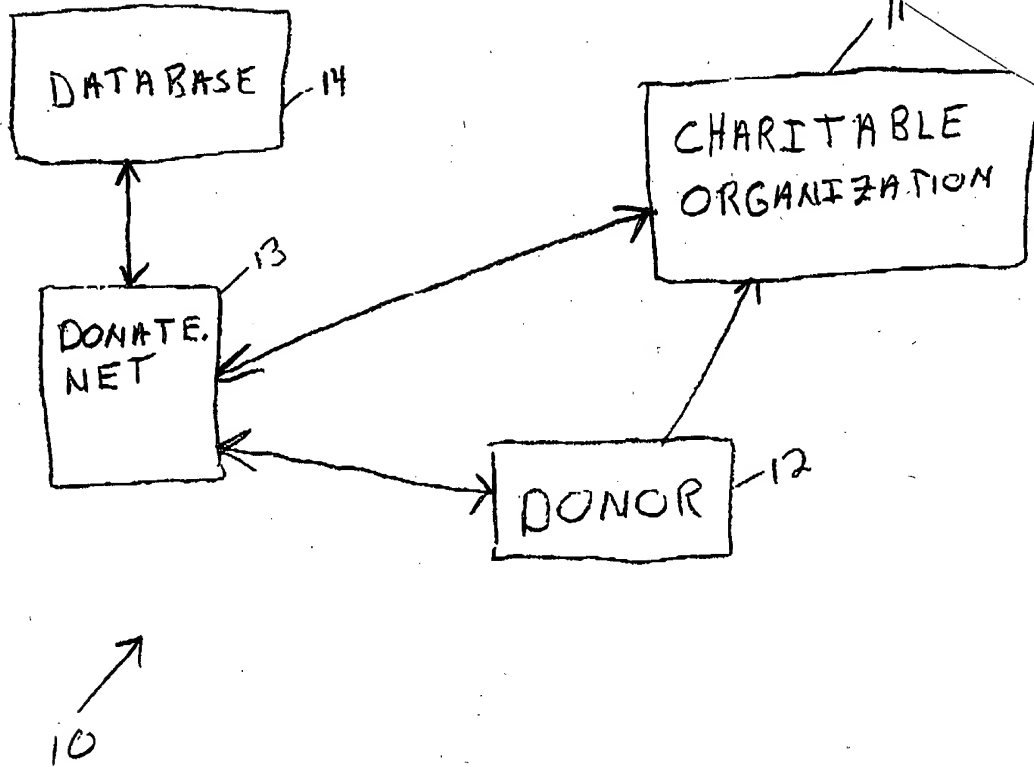 11
DATABASE
14
CHARITABLE
ORGANIZATION
13
DONATE.
NET
12
DONOR
10